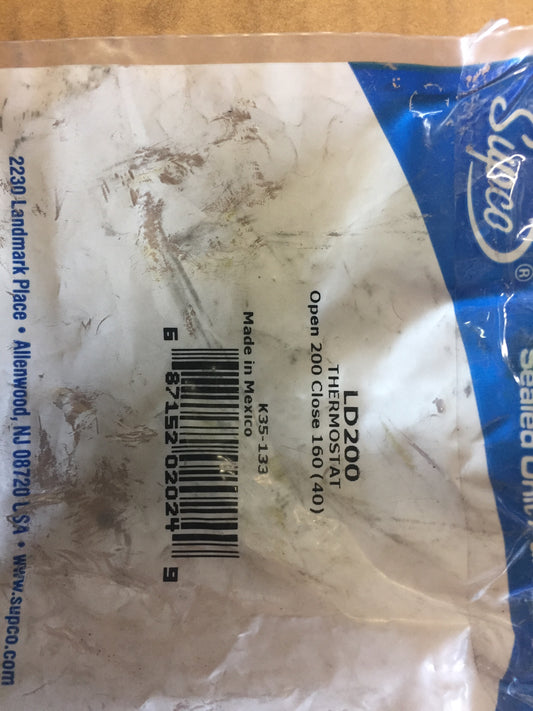 Supco®
Sealed Unit
LD200
THERMOSTAT
Open 200 Close 160 (40)
K35-133
Made in Mexico
6 87152 02024 9
2230 Landmark Place • Allenwood, NJ 08720 USA • www.supco.com